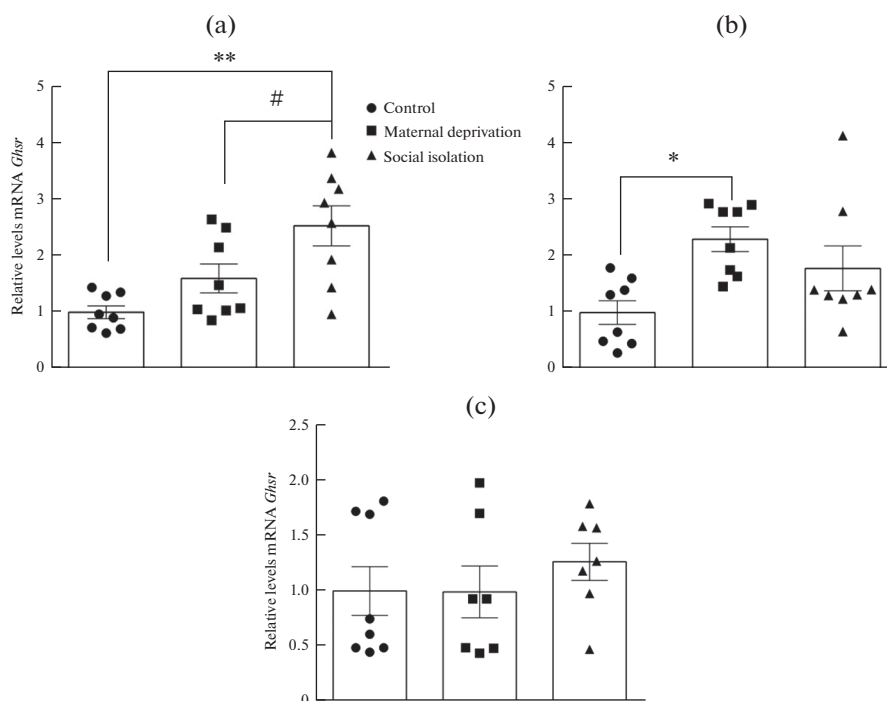 (a)
(b)
**
#
*
Control
Maternal deprivation
Social isolation
Relative levels mRNA Ghsr
5
4
3
2
1
0
5
4
3
2
1
0
(c)
Relative levels mRNA Ghsr
2.5
2.0
1.5
1.0
0.5
0